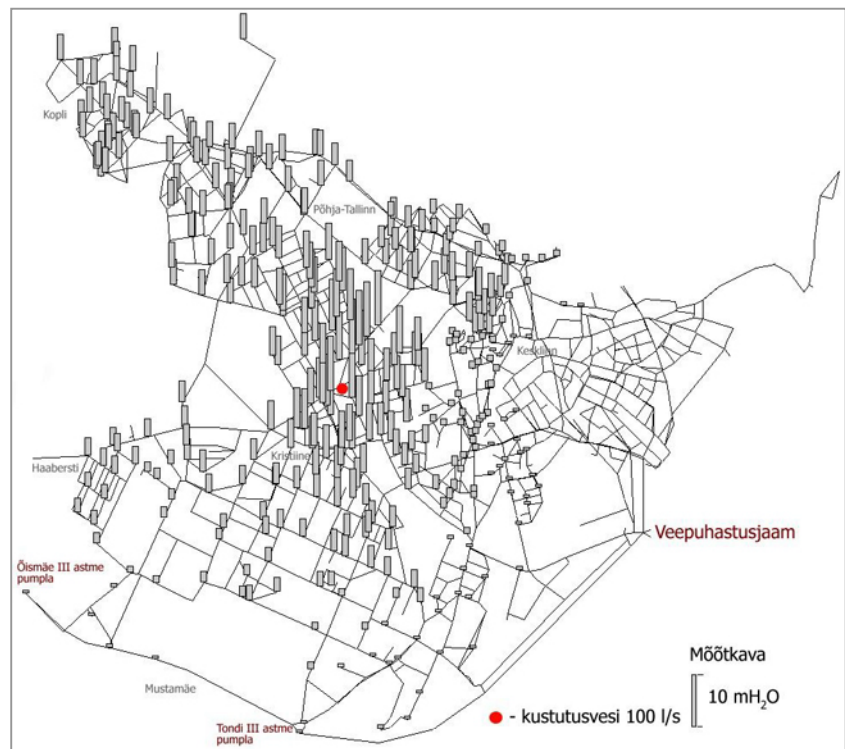 Kopli
Põhja-Tallinn
Kesklinn
Kristiine
Haabersti
Veepuhastusjaam
Õismäe III astme
pumpla
Mustamäe
Tondi III astme
pumpla
Mõõtkava
10 mH₂O
- kustutusvesi 100 l/s